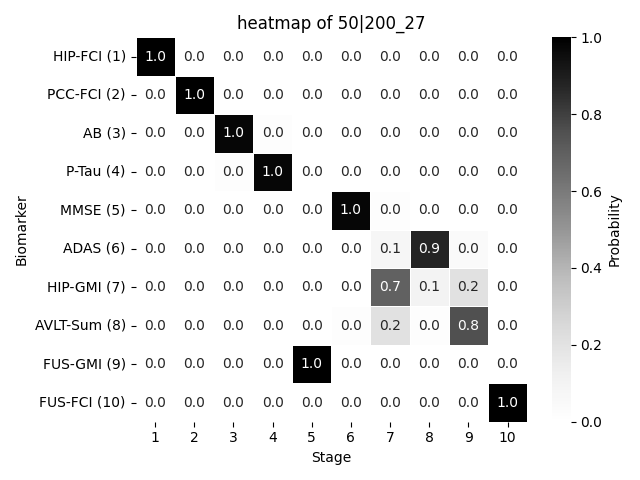 heatmap of 50|200_27
HIP-FCI (1) 1.0 0.0 0.0 0.0 0.0 0.0 0.0 0.0 0.0 0.0
PCC-FCI (2) 0.0 1.0 0.0 0.0 0.0 0.0 0.0 0.0 0.0 0.0
AB (3) 0.0 0.0 1.0 0.0 0.0 0.0 0.0 0.0 0.0 0.0
P-Tau (4) 0.0 0.0 0.0 1.0 0.0 0.0 0.0 0.0 0.0 0.0
MMSE (5) 0.0 0.0 0.0 0.0 0.0 1.0 0.0 0.0 0.0 0.0
ADAS (6) 0.0 0.0 0.0 0.0 0.0 0.0 0.1 0.9 0.0 0.0
HIP-GMI (7) 0.0 0.0 0.0 0.0 0.0 0.0 0.7 0.1 0.2 0.0
AVLT-Sum (8) 0.0 0.0 0.0 0.0 0.0 0.0 0.2 0.0 0.8 0.0
FUS-GMI (9) 0.0 0.0 0.0 0.0 1.0 0.0 0.0 0.0 0.0 0.0
FUS-FCI (10) 0.0 0.0 0.0 0.0 0.0 0.0 0.0 0.0 0.0 1.0
1 2 3 4 5 6 7 8 9 10
Stage
Biomarker
1.0
0.8
0.6
0.4
0.2
0.0
Probability